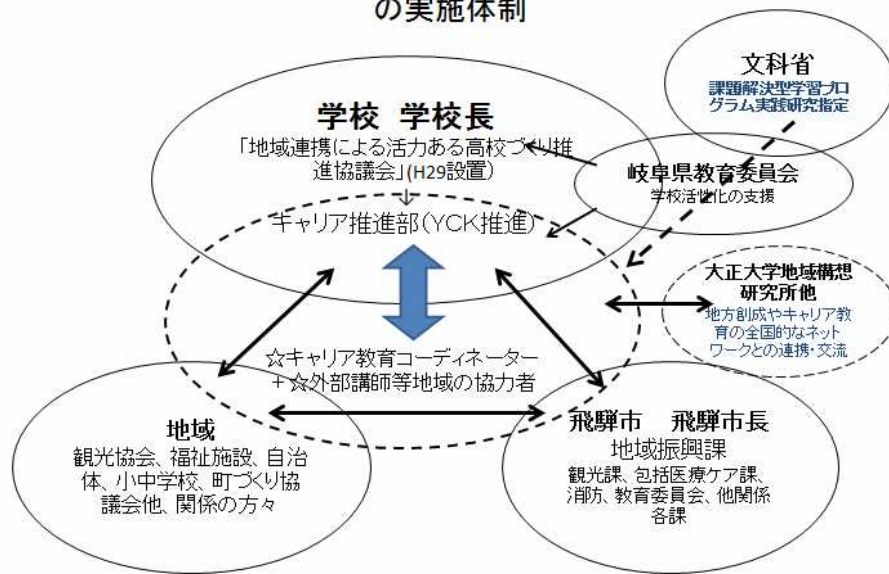 の実施体制
文科省
課題解決型学習プロ
グラム実践研究指定
学校　学校長
「地域連携による活力ある高校づくり推
進協議会」(H29設置)
↓
キャリア推進部(YCK推進)
岐阜県教育委員会
学校活性化の支援
大正大学地域構想
研究所他
地方創成やキャリア教
育の全国的なネット
ワークとの連携・交流
☆キャリア教育コーディネーター
+☆外部講師等地域の協力者
地域
観光協会、福祉施設、自治
体、小中学校、町づくり協
議会他、関係の方々
飛騨市　飛騨市長
地域振興課
観光課、包括医療ケア課、
消防、教育委員会、他関係
各課